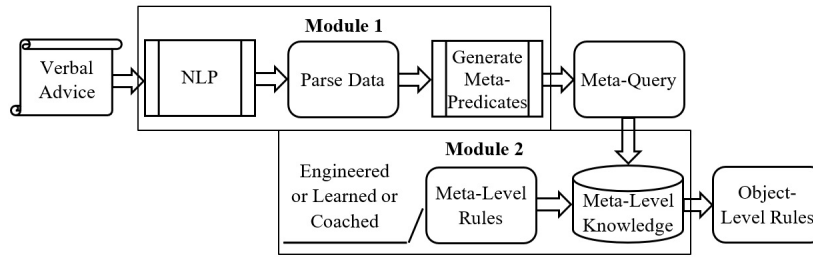 Module 1
Verbal
Advice
NLP
Parse Data
Generate
Meta-
Predicates
Meta-Query
Module 2
Engineered
or Learned or
Coached
Meta-Level
Rules
Meta-Level
Knowledge
Object-
Level Rules